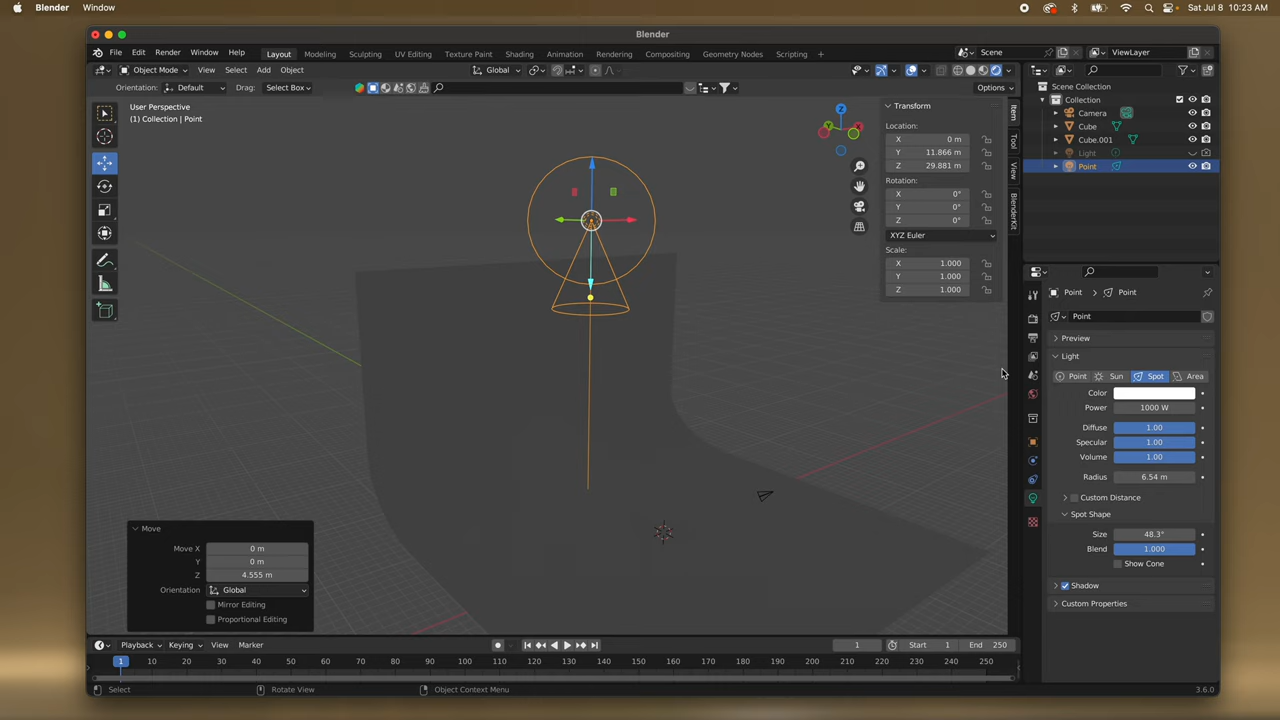 Blender Window Sat Jul 8 10:23 AM
Blender
File Edit Render Window Help Layout Modeling Sculpting UV Editing Texture Paint Shading Animation Rendering Compositing Geometry Nodes Scripting + Scene ViewLayer
Object Mode View Select Add Object Global
Orientation: Default Drag: Select Box Options
User Perspective
(1) Collection | Point
Z
Y
X
Transform
Location:
X 0 m
Y 11.866 m
Z 29.881 m
Rotation:
X 0°
Y 0°
Z 0°
XYZ Euler
Scale:
X 1.000
Y 1.000
Z 1.000
Item
Tool
View
BlenderKit
Scene Collection
Collection
Camera
Cube
Cube.001
Light
Point
Point Point
Point
Preview
Light
Point Sun Spot Area
Color
Power 1000 W
Diffuse 1.00
Specular 1.00
Volume 1.00
Radius 6.54 m
Custom Distance
Spot Shape
Size 48.3°
Blend 1.000
Show Cone
Shadow
Custom Properties
Move
Move X 0 m
Y 0 m
Z 4.555 m
Orientation Global
Mirror Editing
Proportional Editing
Playback Keying View Marker 1 Start 1 End 250
1 10 20 30 40 50 60 70 80 90 100 110 120 130 140 150 160 170 180 190 200 210 220 230 240 250
Select Rotate View Object Context Menu 3.6.0